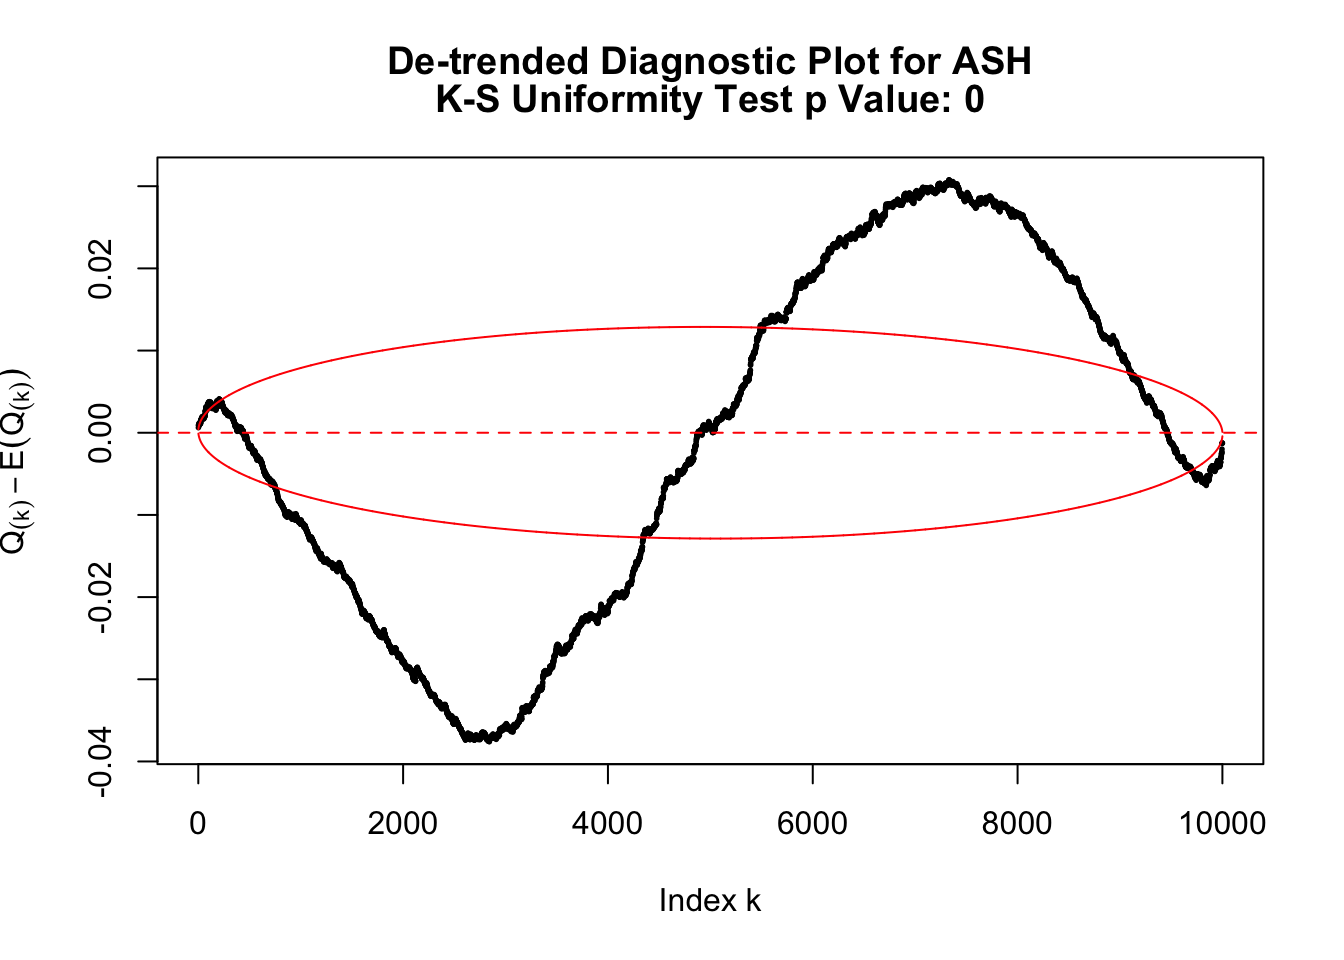 De-trended Diagnostic Plot for ASH
K-S Uniformity Test p Value: 0
Q(k) − E(Q(k))
0.02
0.00
-0.02
-0.04
0 2000 4000 6000 8000 10000
Index k